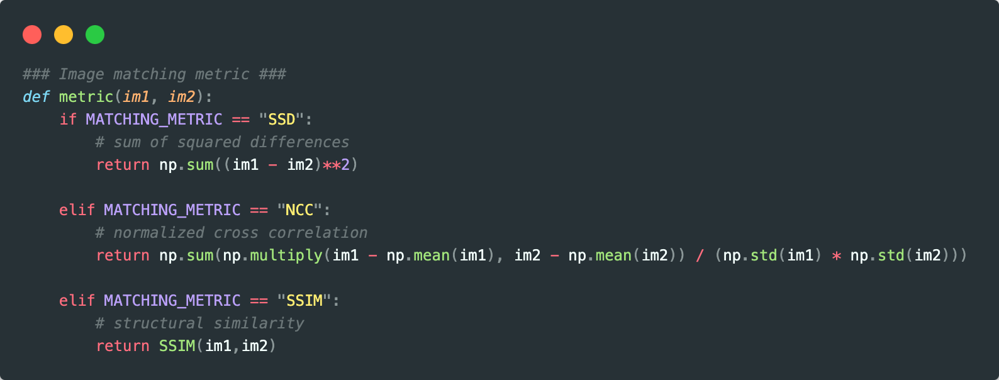 ### Image matching metric ###
def metric(im1, im2):
    if MATCHING_METRIC == "SSD":
        # sum of squared differences
        return np.sum((im1 - im2)**2)

    elif MATCHING_METRIC == "NCC":
        # normalized cross correlation
        return np.sum(np.multiply(im1 - np.mean(im1), im2 - np.mean(im2)) / (np.std(im1) * np.std(im2)))

    elif MATCHING_METRIC == "SSIM":
        # structural similarity
        return SSIM(im1,im2)